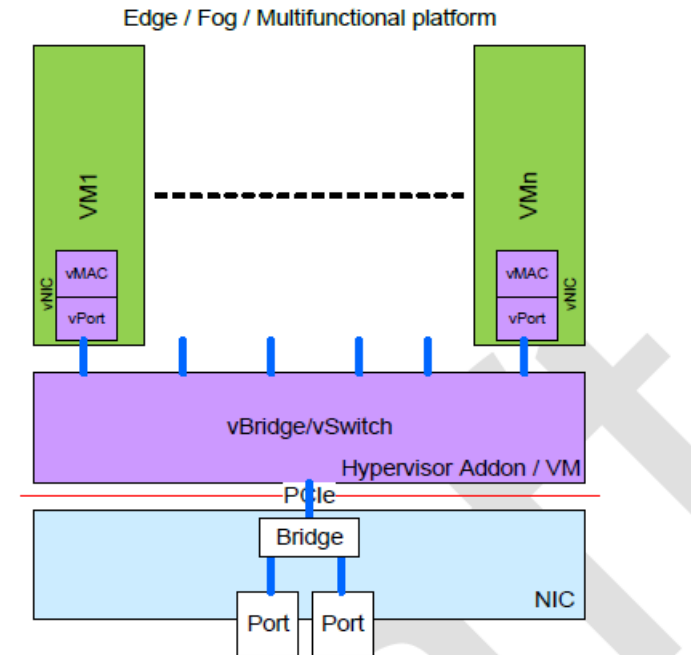 Edge / Fog / Multifunctional platform
VM1
VMn
vNIC
vMAC
vPort
vMAC
vPort
vNIC
vBridge/vSwitch
Hypervisor Addon / VM
PCIe
Bridge
NIC
Port
Port